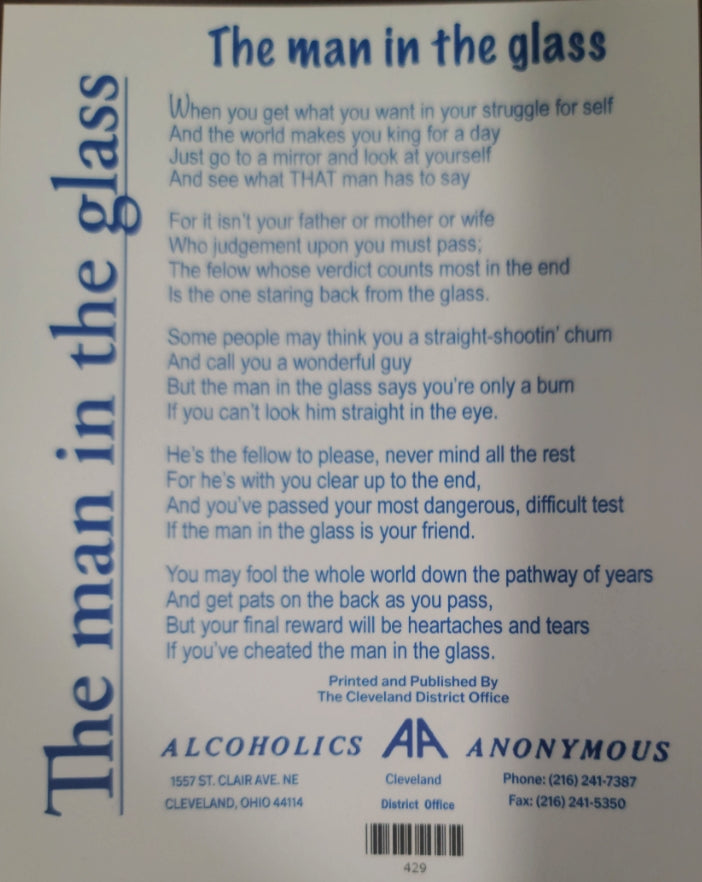 The man in the glass
The man in the glass
When you get what you want in your struggle for self
And the world makes you king for a day
Just go to a mirror and look at yourself
And see what THAT man has to say
For it isn't your father or mother or wife
Who judgement upon you must pass;
The felow whose verdict counts most in the end
Is the one staring back from the glass.
Some people may think you a straight-shootin' chum
And call you a wonderful guy
But the man in the glass says you're only a bum
If you can't look him straight in the eye.
He's the fellow to please, never mind all the rest
For he's with you clear up to the end,
And you've passed your most dangerous, difficult test
If the man in the glass is your friend.
You may fool the whole world down the pathway of years
And get pats on the back as you pass,
But your final reward will be heartaches and tears
If you've cheated the man in the glass.
Printed and Published By
The Cleveland District Office
ALCOHOLICS AA ANONYMOUS
1557 ST. CLAIR AVE. NE Cleveland Phone: (216) 241-7387
CLEVELAND, OHIO 44114 District Office Fax: (216) 241-5350
429